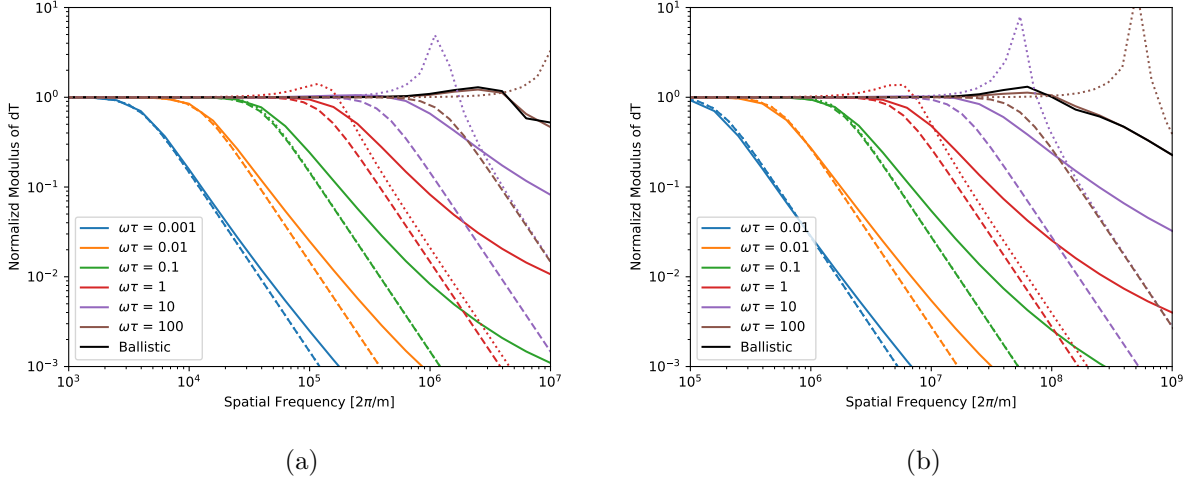 10^1
10^0
10^-1
10^-2
10^-3
Normalizd Modulus of dT
ωτ = 0.001
ωτ = 0.01
ωτ = 0.1
ωτ = 1
ωτ = 10
ωτ = 100
Ballistic
10^3 10^4 10^5 10^6 10^7
Spatial Frequency [2π/m]
(a)
10^1
10^0
10^-1
10^-2
10^-3
Normalizd Modulus of dT
ωτ = 0.01
ωτ = 0.01
ωτ = 0.1
ωτ = 1
ωτ = 10
ωτ = 100
Ballistic
10^5 10^6 10^7 10^8 10^9
Spatial Frequency [2π/m]
(b)